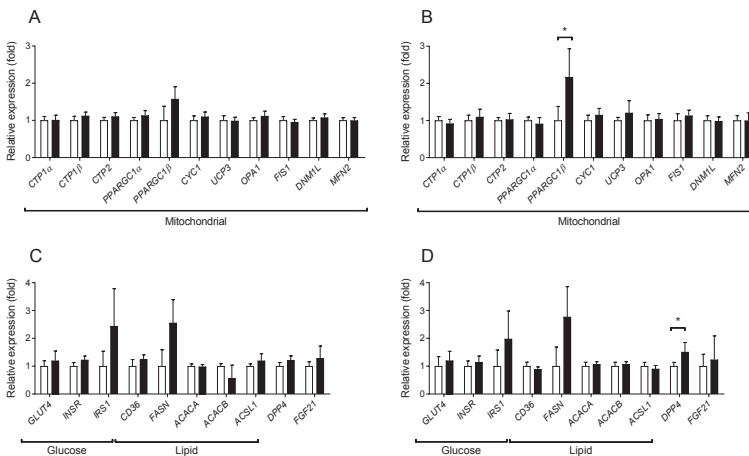 A
Relative expression (fold)
3
2
1
0
CTP1α CTP1β CTP2 PPARGC1α PPARGC1β CYC1 UCP3 OPA1 FIS1 DNM1L MFN2
Mitochondrial
B
Relative expression (fold)
3
2
1
0
*
CTP1α CTP1β CTP2 PPARGC1α PPARGC1β CYC1 UCP3 OPA1 FIS1 DNM1L MFN2
Mitochondrial
C
Relative expression (fold)
4
3
2
1
0
GLUT4 INSR IRS1 CD36 FASN ACACA ACACB ACSL1 DPP4 FGF21
Glucose Lipid
D
Relative expression (fold)
4
3
2
1
0
*
GLUT4 INSR IRS1 CD36 FASN ACACA ACACB ACSL1 DPP4 FGF21
Glucose Lipid